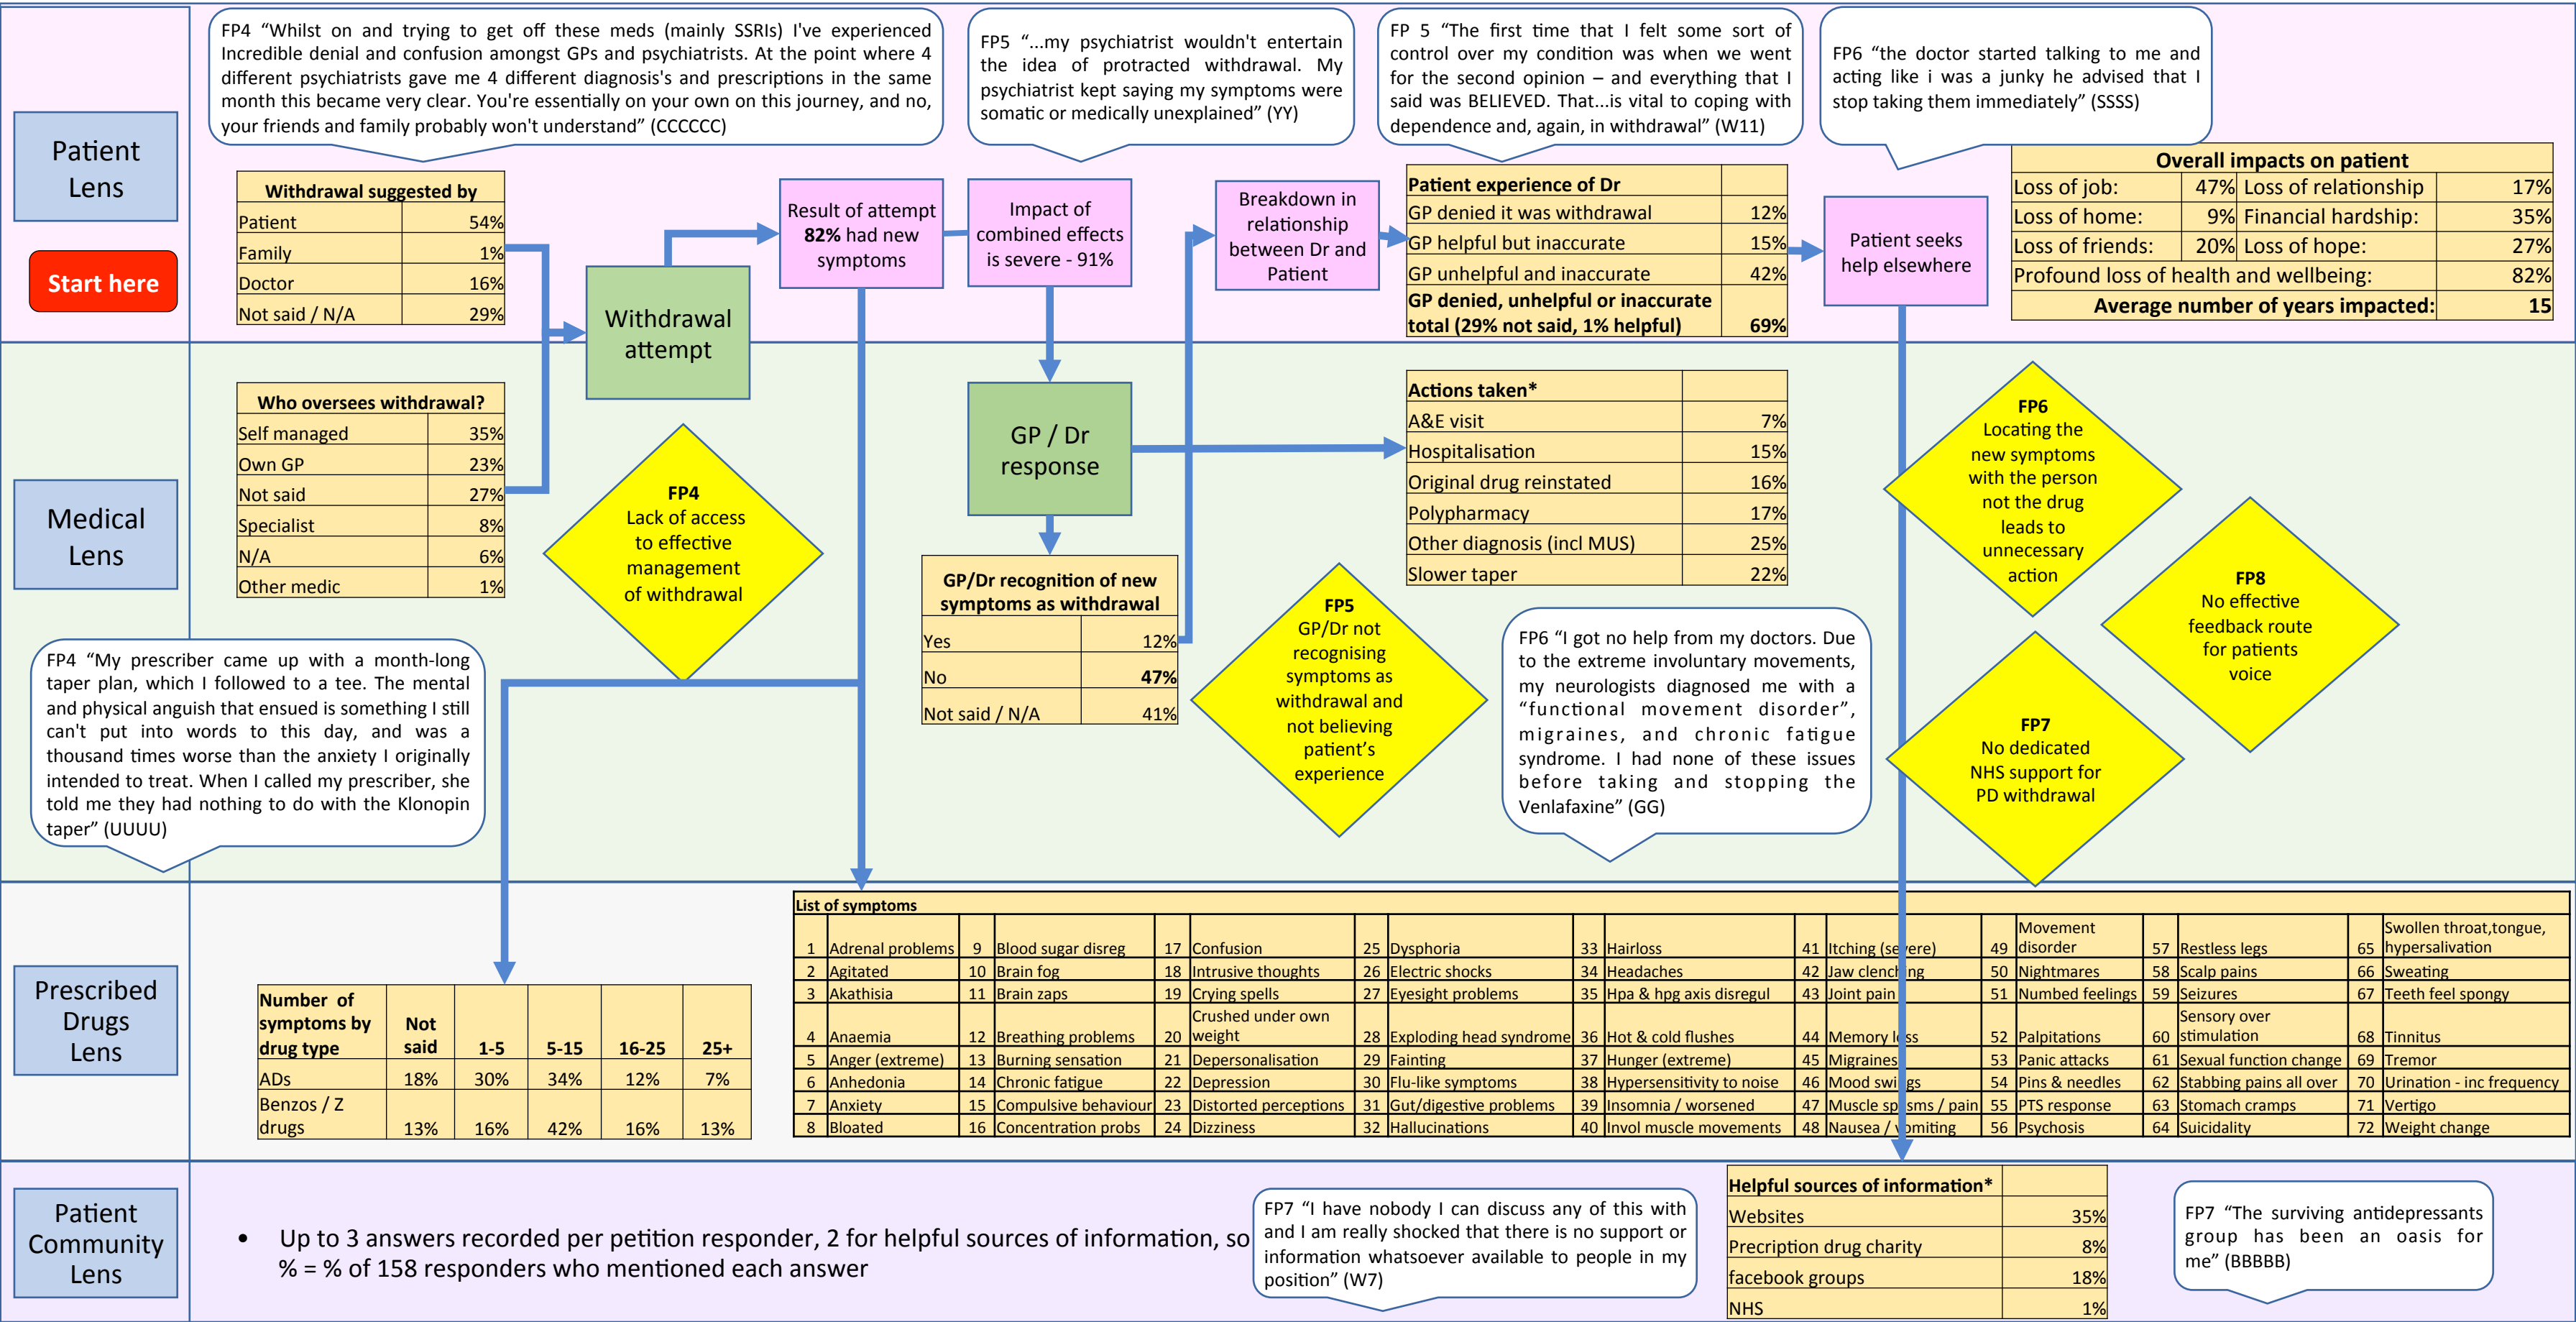 FP4 “Whilst on and trying to get off these meds (mainly SSRIs) I've experienced
Incredible denial and confusion amongst GPs and psychiatrists. At the point where 4
different psychiatrists gave me 4 different diagnosis's and prescriptions in the same
month this became very clear. You're essentially on your own on this journey, and no,
your friends and family probably won't understand” (CCCCCC)
FP5 “...my psychiatrist wouldn't entertain
the idea of protracted withdrawal. My
psychiatrist kept saying my symptoms were
somatic or medically unexplained” (YY)
FP 5 “The first time that I felt some sort of
control over my condition was when we went
for the second opinion – and everything that I
said was BELIEVED. That...is vital to coping with
dependence and, again, in withdrawal” (W11)
FP6 “the doctor started talking to me and
acting like i was a junky he advised that I
stop taking them immediately” (SSSS)
Patient
Lens
Start here
Withdrawal suggested by
Patient 54%
Family 1%
Doctor 16%
Not said / N/A 29%
Withdrawal
attempt
Result of attempt
82% had new
symptoms
Impact of
combined effects
is severe - 91%
Breakdown in
relationship
between Dr and
Patient
Patient experience of Dr
GP denied it was withdrawal 12%
GP helpful but inaccurate 15%
GP unhelpful and inaccurate 42%
GP denied, unhelpful or inaccurate
total (29% not said, 1% helpful) 69%
Patient seeks
help elsewhere
Overall impacts on patient
Loss of job: 47% Loss of relationship 17%
Loss of home: 9% Financial hardship: 35%
Loss of friends: 20% Loss of hope: 27%
Profound loss of health and wellbeing: 82%
Average number of years impacted: 15
Medical
Lens
Who oversees withdrawal?
Self managed 35%
Own GP 23%
Not said 27%
Specialist 8%
N/A 6%
Other medic 1%
FP4
Lack of access
to effective
management
of withdrawal
GP / Dr
response
GP/Dr recognition of new
symptoms as withdrawal
Yes 12%
No 47%
Not said / N/A 41%
Actions taken*
A&E visit 7%
Hospitalisation 15%
Original drug reinstated 16%
Polypharmacy 17%
Other diagnosis (incl MUS) 25%
Slower taper 22%
FP5
GP/Dr not
recognising
symptoms as
withdrawal and
not believing
patient's
experience
FP6 “I got no help from my doctors. Due
to the extreme involuntary movements,
my neurologists diagnosed me with a
“functional movement disorder”,
migraines, and chronic fatigue
syndrome. I had none of these issues
before taking and stopping the
Venlafaxine” (GG)
FP6
Locating the
new symptoms
with the person
not the drug
leads to
unnecessary
action
FP8
No effective
feedback route
for patients
voice
FP7
No dedicated
NHS support for
PD withdrawal
FP4 “My prescriber came up with a month-long
taper plan, which I followed to a tee. The mental
and physical anguish that ensued is something I still
can't put into words to this day, and was a
thousand times worse than the anxiety I originally
intended to treat. When I called my prescriber, she
told me they had nothing to do with the Klonopin
taper” (UUUU)
Prescribed
Drugs
Lens
Number of
symptoms by
drug type Not
said 1-5 5-15 16-25 25+
ADs 18% 30% 34% 12% 7%
Benzos / Z
drugs 13% 16% 42% 16% 13%
List of symptoms
1 Adrenal problems 9 Blood sugar disreg 17 Confusion 25 Dysphoria 33 Hairloss 41 Itching (severe) 49 Movement disorder 57 Restless legs 65 Swollen throat,tongue, hypersalivation
2 Agitated 10 Brain fog 18 Intrusive thoughts 26 Electric shocks 34 Headaches 42 Jaw clenching 50 Nightmares 58 Scalp pains 66 Sweating
3 Akathisia 11 Brain zaps 19 Crying spells 27 Eyesight problems 35 Hpa & hpg axis disregul 43 Joint pain 51 Numbed feelings 59 Seizures 67 Teeth feel spongy
4 Anaemia 12 Breathing problems 20 Crushed under own weight 28 Exploding head syndrome 36 Hot & cold flushes 44 Memory loss 52 Palpitations 60 Sensory over stimulation 68 Tinnitus
5 Anger (extreme) 13 Burning sensation 21 Depersonalisation 29 Fainting 37 Hunger (extreme) 45 Migraines 53 Panic attacks 61 Sexual function change 69 Tremor
6 Anhedonia 14 Chronic fatigue 22 Depression 30 Flu-like symptoms 38 Hypersensitivity to noise 46 Mood swings 54 Pins & needles 62 Stabbing pains all over 70 Urination - inc frequency
7 Anxiety 15 Compulsive behaviour 23 Distorted perceptions 31 Gut/digestive problems 39 Insomnia / worsened 47 Muscle spasms / pain 55 PTS response 63 Stomach cramps 71 Vertigo
8 Bloated 16 Concentration probs 24 Dizziness 32 Hallucinations 40 Invol muscle movements 48 Nausea / vomiting 56 Psychosis 64 Suicidality 72 Weight change
Patient
Community
Lens
• Up to 3 answers recorded per petition responder, 2 for helpful sources of information, so
% = % of 158 responders who mentioned each answer
FP7 “I have nobody I can discuss any of this with
and I am really shocked that there is no support or
information whatsoever available to people in my
position” (W7)
Helpful sources of information*
Websites 35%
Precription drug charity 8%
facebook groups 18%
NHS 1%
FP7 “The surviving antidepressants
group has been an oasis for
me” (BBBBB)